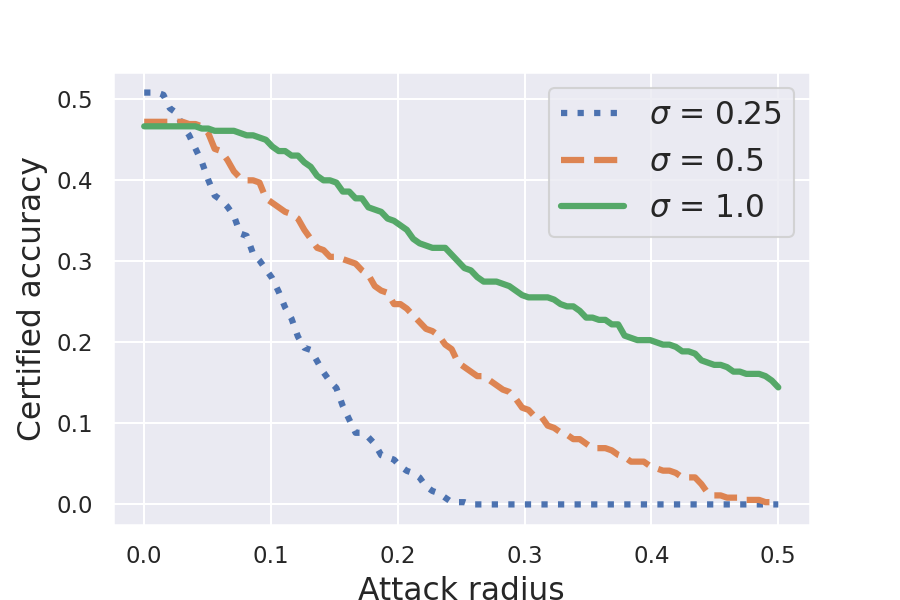 0.5
0.4
0.3
0.2
0.1
0.0
Certified accuracy
σ = 0.25
σ = 0.5
σ = 1.0
0.0 0.1 0.2 0.3 0.4 0.5
Attack radius